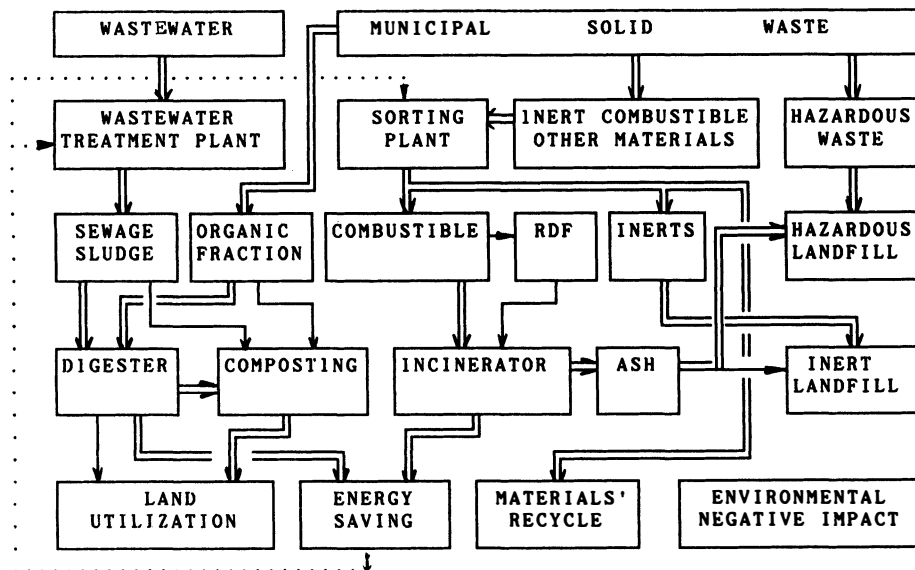 WASTEWATER
MUNICIPAL SOLID WASTE
WASTEWATER
TREATMENT PLANT
SORTING
PLANT
INERT COMBUSTIBLE
OTHER MATERIALS
HAZARDOUS
WASTE
SEWAGE
SLUDGE
ORGANIC
FRACTION
COMBUSTIBLE
RDF
INERTS
HAZARDOUS
LANDFILL
DIGESTER
COMPOSTING
INCINERATOR
ASH
INERT
LANDFILL
LAND
UTILIZATION
ENERGY
SAVING
MATERIALS'
RECYCLE
ENVIRONMENTAL
NEGATIVE IMPACT